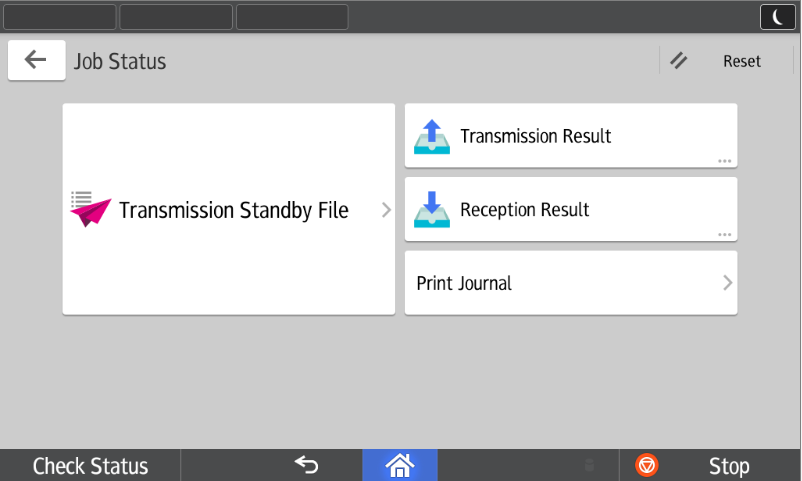 Job Status
Reset
Transmission Standby File
Transmission Result
Reception Result
Print Journal
Check Status
Stop